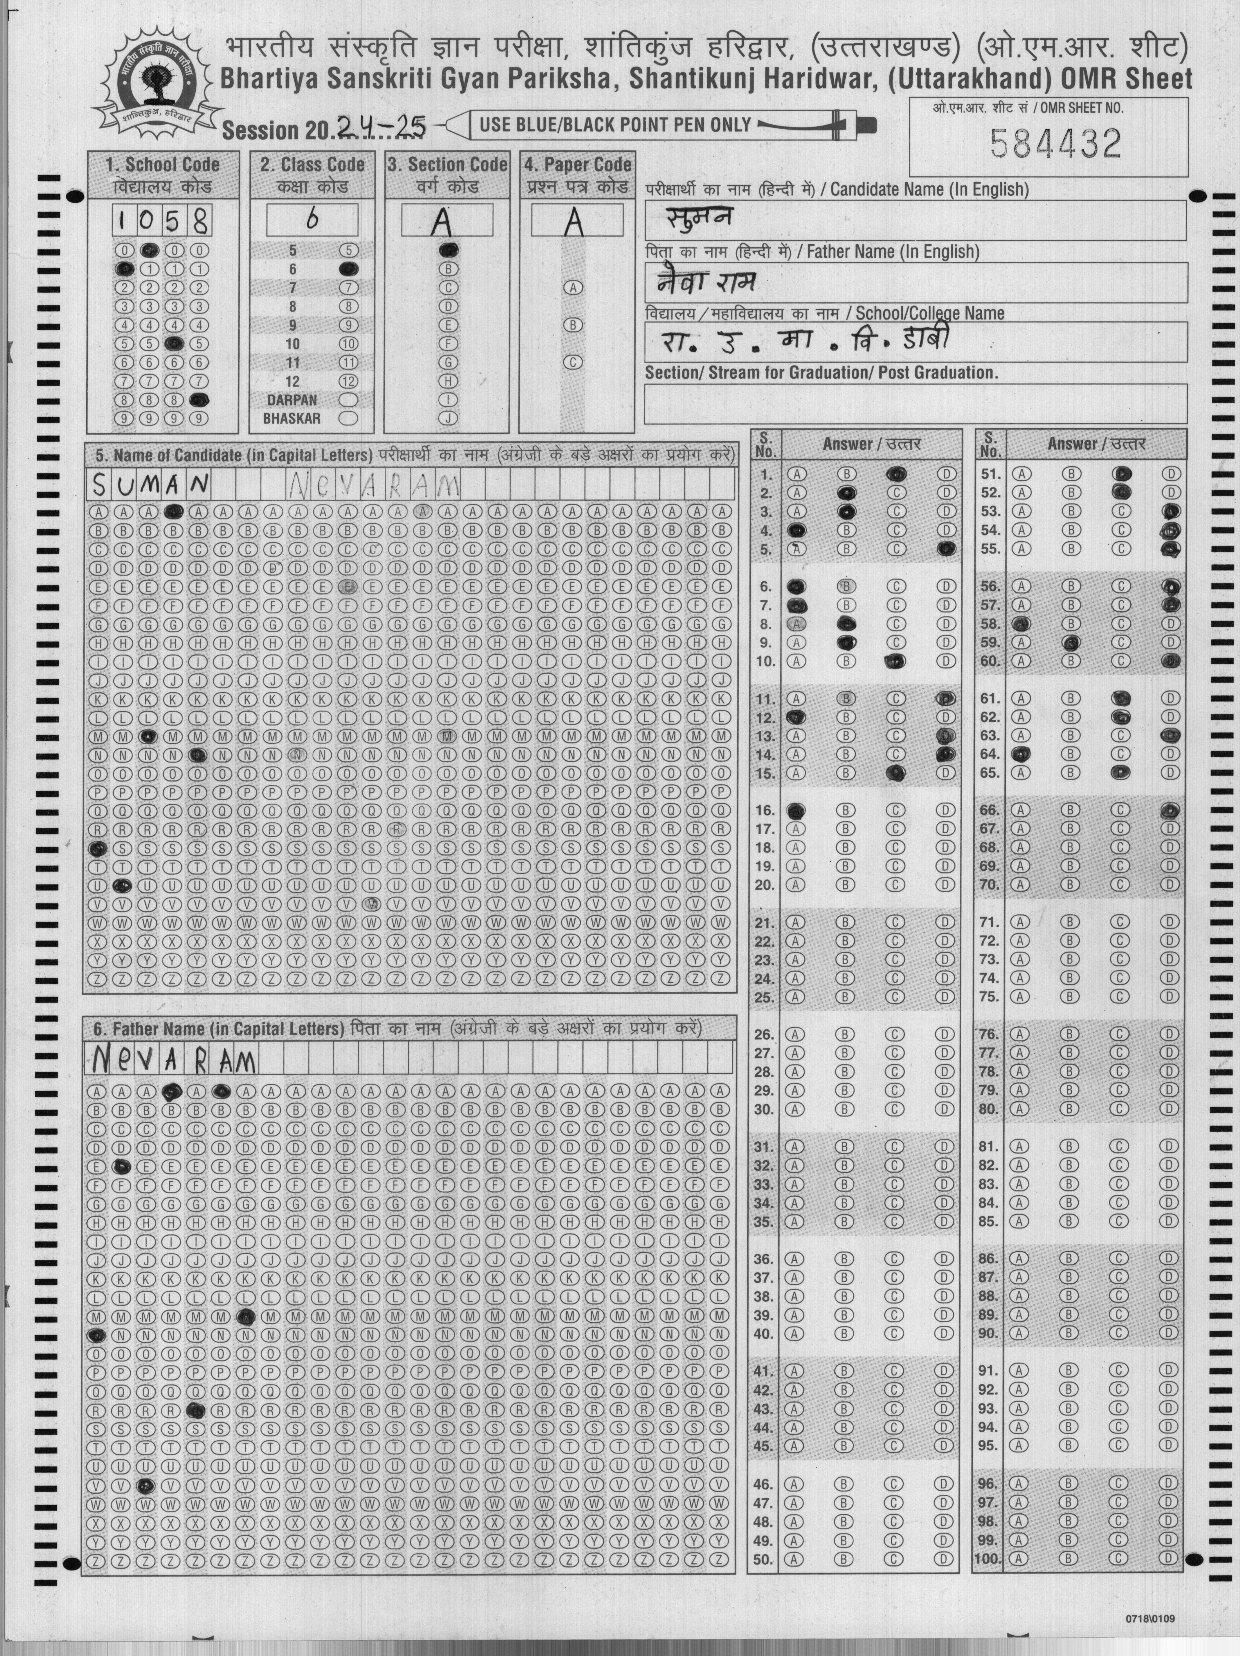 भारतीय संस्कृति ज्ञान परीक्षा, शांतिकुंज हरिद्वार, (उत्तराखण्ड) (ओ.एम.आर. शीट)
Bhartiya Sanskriti Gyan Pariksha, Shantikunj Haridwar, (Uttarakhand) OMR Sheet
Session 20 24-25
USE BLUE/BLACK POINT PEN ONLY
ओ.एम.आर. शीट सं / OMR SHEET NO.
584432
1. School Code
विद्यालय कोड
1058
2. Class Code
कक्षा कोड
6
5
6
7
8
9
10
11
12
DARPAN
BHASKAR
3. Section Code
वर्ग कोड
A
4. Paper Code
प्रश्न पत्र कोड
A
परीक्षार्थी का नाम (हिन्दी में) / Candidate Name (In English)
सुमन
पिता का नाम (हिन्दी में) / Father Name (In English)
नेवा राम
विद्यालय/महाविद्यालय का नाम / School/College Name
रा. उ. मा. वि. डाबी
Section/ Stream for Graduation/ Post Graduation.
5. Name of Candidate (in Capital Letters) परीक्षार्थी का नाम (अंग्रेजी के बड़े अक्षरों का प्रयोग करें)
SUMAN NeVARAM
6. Father Name (in Capital Letters) पिता का नाम (अंग्रेजी के बड़े अक्षरों का प्रयोग करें)
NeVARAM
S. No. Answer / उत्तर
S. No. Answer / उत्तर
0718\0109